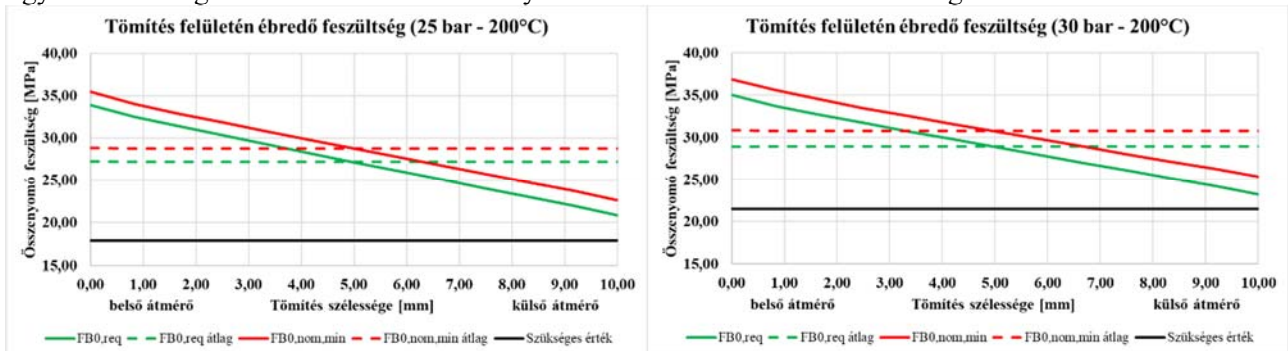 Tömítés felületén ébredő feszültség (25 bar - 200°C)
Összenyomó feszültség [MPa]
40,00
35,00
30,00
25,00
20,00
15,00
0,00 1,00 2,00 3,00 4,00 5,00 6,00 7,00 8,00 9,00 10,00
belső átmérő Tömítés szélessége [mm] külső átmérő
FB0,req FB0,req átlag FB0,nom,min FB0,nom,min átlag Szükséges érték
Tömítés felületén ébredő feszültség (30 bar - 200°C)
Összenyomó feszültség [MPa]
40,00
35,00
30,00
25,00
20,00
15,00
0,00 1,00 2,00 3,00 4,00 5,00 6,00 7,00 8,00 9,00 10,00
belső átmérő Tömítés szélessége [mm] külső átmérő
FB0,req FB0,req átlag FB0,nom,min FB0,nom,min átlag Szükséges érték